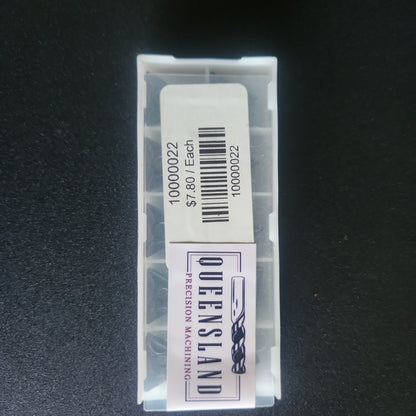 10000022
$7.80 / Each
10000022
QUEENSLAND
PRECISION MACHINING